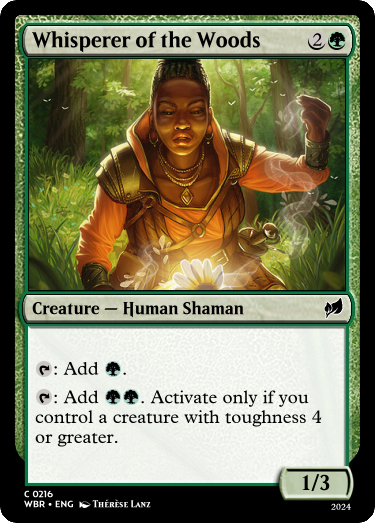 Whisperer of the Woods 2
Creature — Human Shaman
: Add .
: Add . Activate only if you
control a creature with toughness 4
or greater.
1/3
C 0216
WBR • ENG Thérèse Lanz
2024